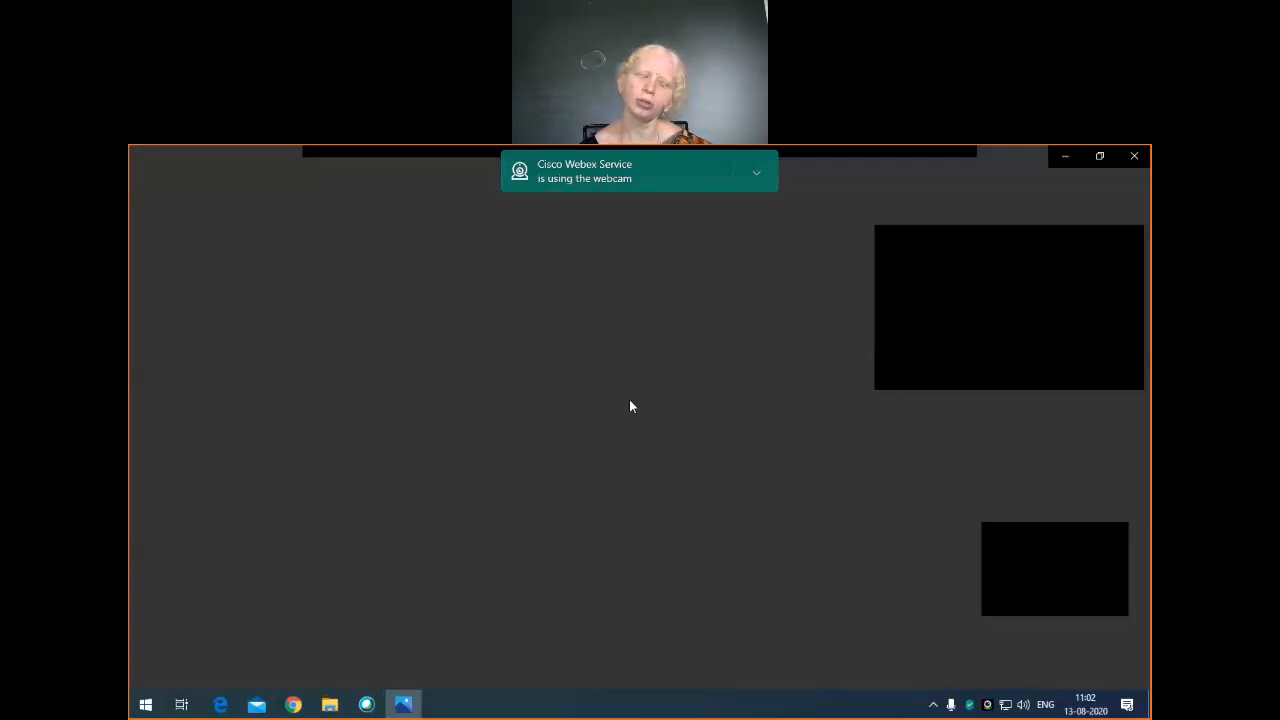 Cisco Webex Service
is using the webcam
ENG
11:02
13-08-2020